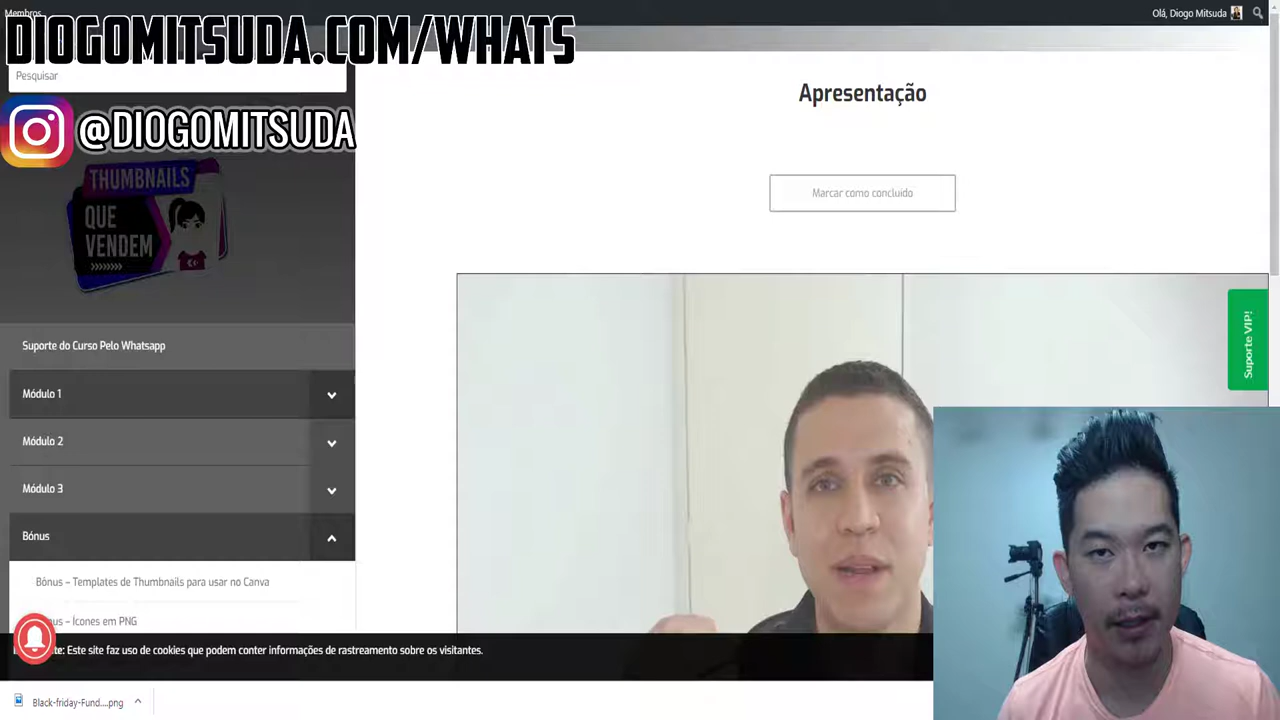 Membros
Olá, Diogo Mitsuda
DIOGOMITSUDA.COM/WHATS
Pesquisar
@DIOGOMITSUDA
THUMBNAILS
QUE
VENDEM
>>>>>>>
Apresentação
Marcar como concluído
Suporte VIP!
Suporte do Curso Pelo Whatsapp
Módulo 1
Módulo 2
Módulo 3
Bónus
Bónus – Templates de Thumbnails para usar no Canva
us – Ícones em PNG
te: Este site faz uso de cookies que podem conter informações de rastreamento sobre os visitantes.
Black-friday-Fund....png